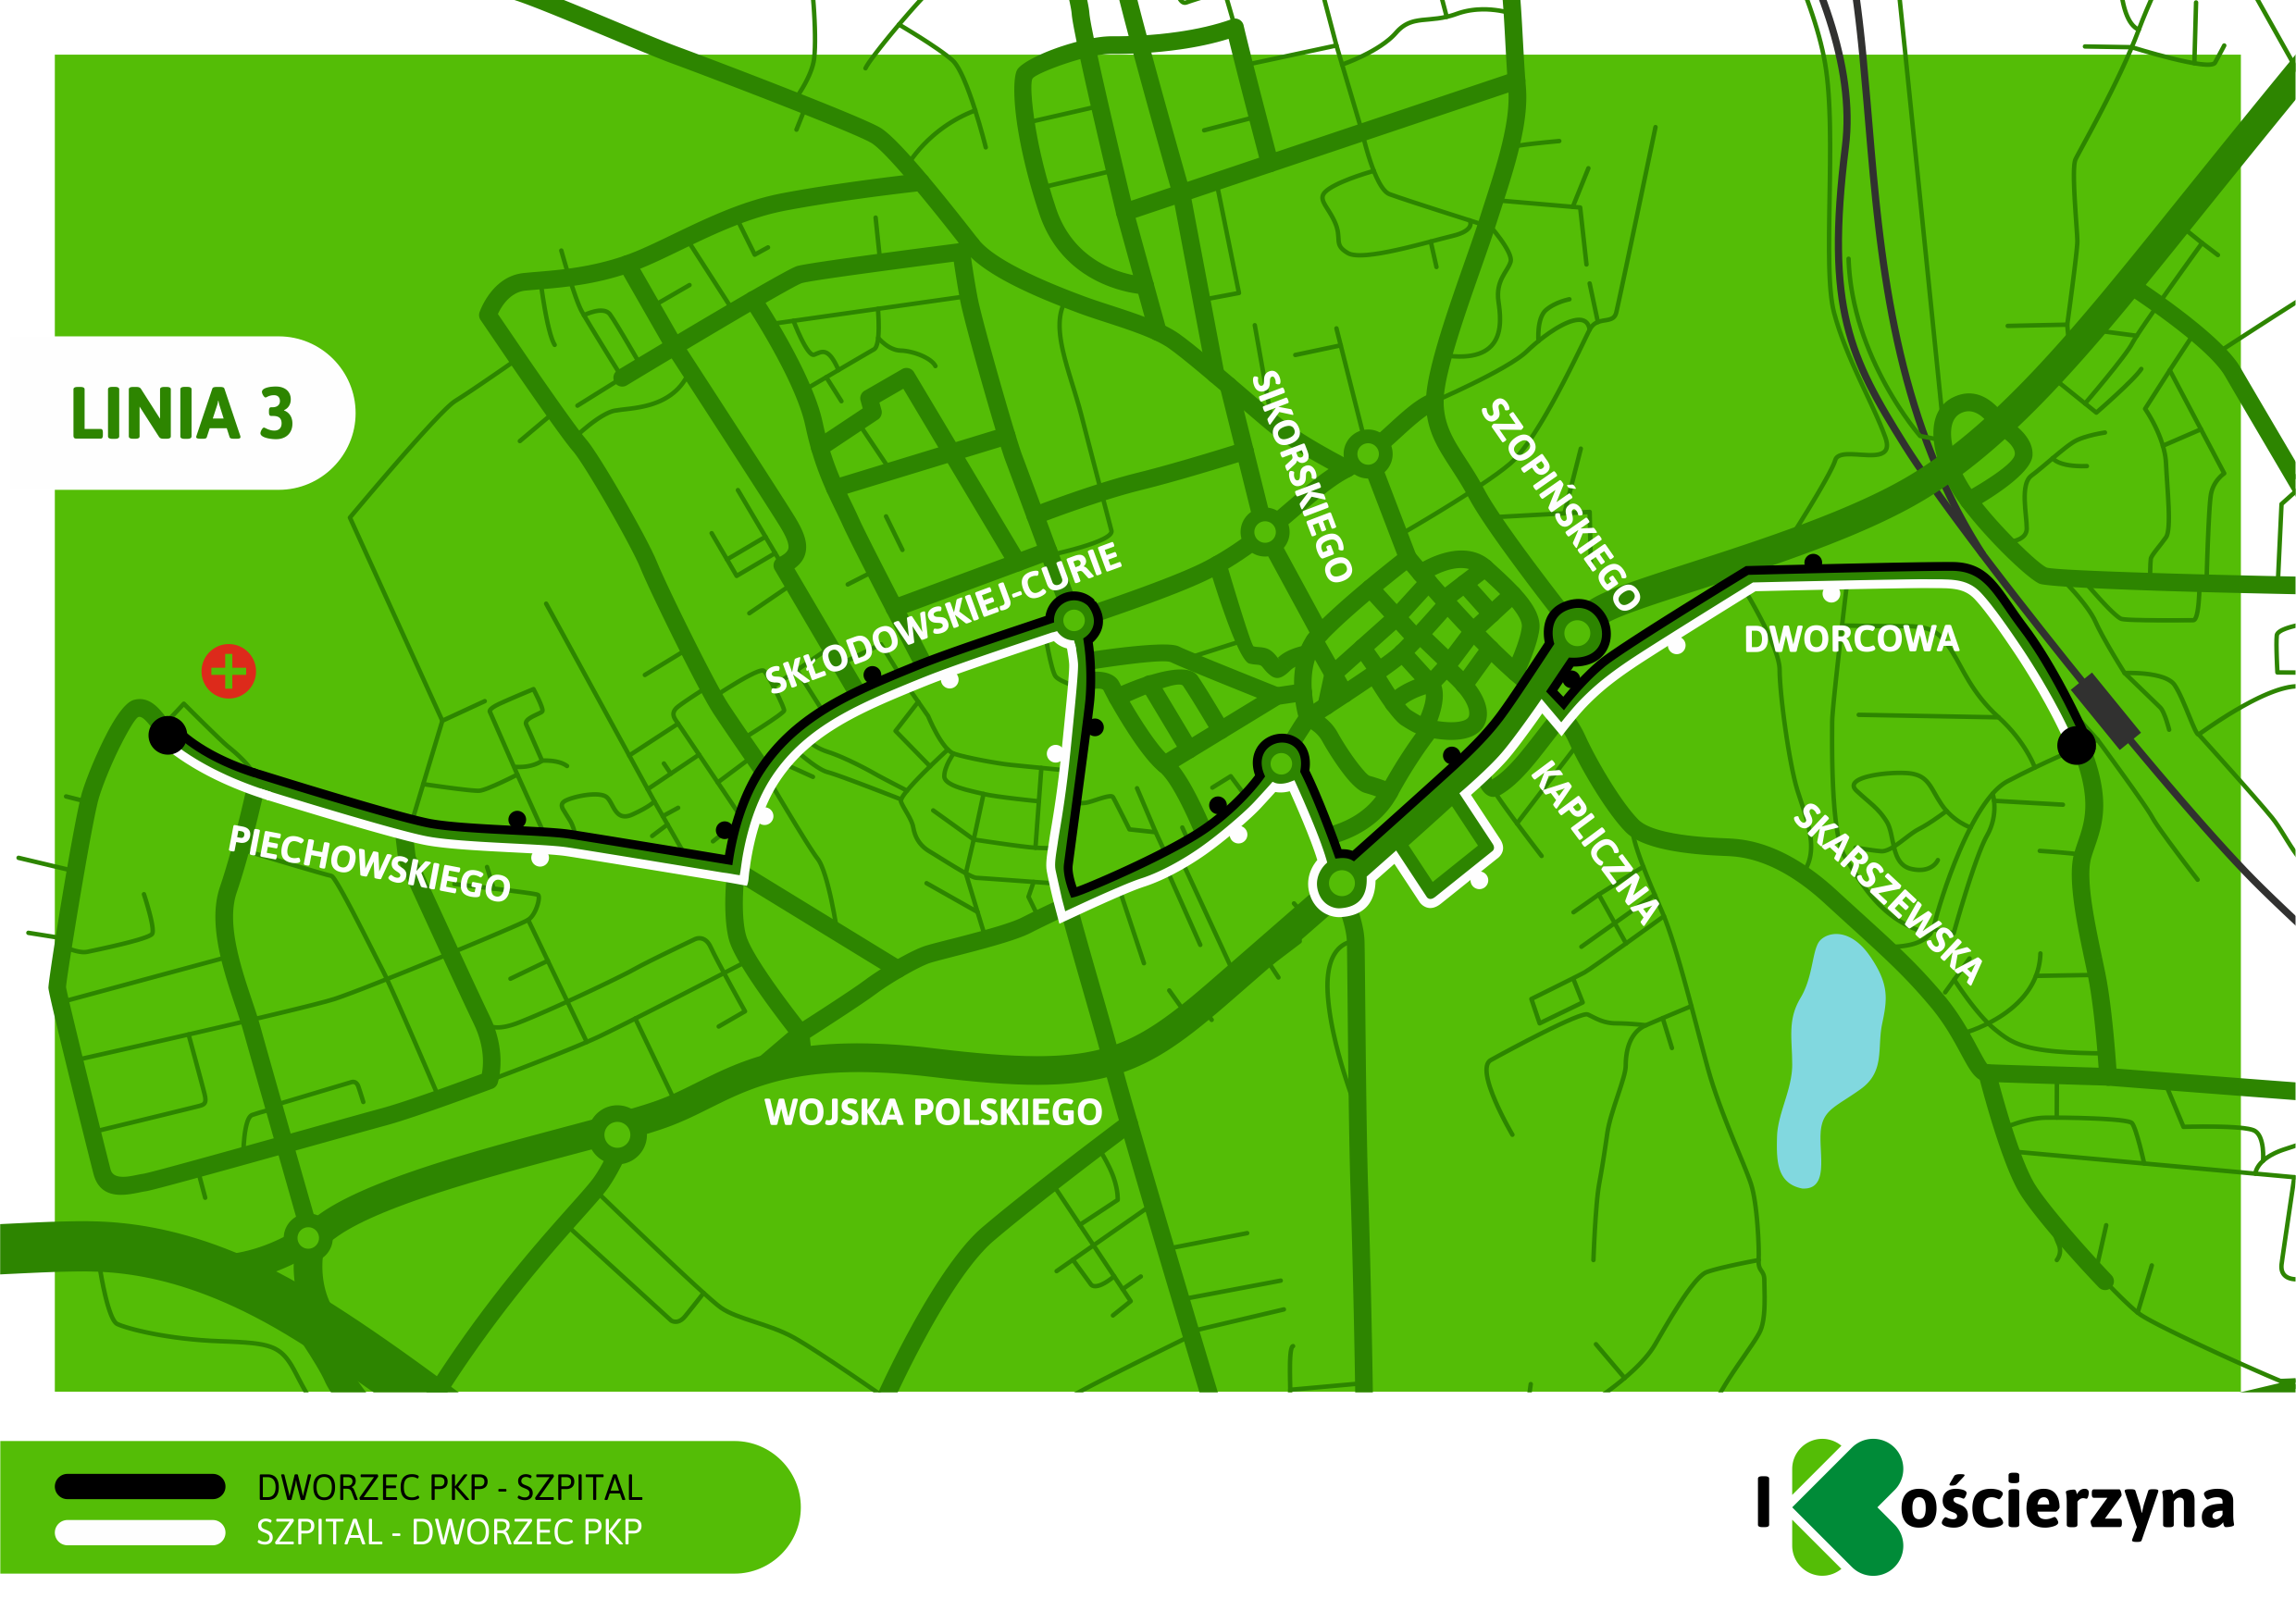 LINIA 3
SIKORSKIEGO
SZOPIŃSKIEGO
SKŁODOWSKIEJ-CURIE
DWORCOWA
PIECHOWSKIEGO
KAPLICZNA
SKARSZEWSKA
WOJSKA POLSKIEGO
DWORZEC PKP - SZPITAL
SZPITAL - DWORZEC PKP
I Kościerzyna